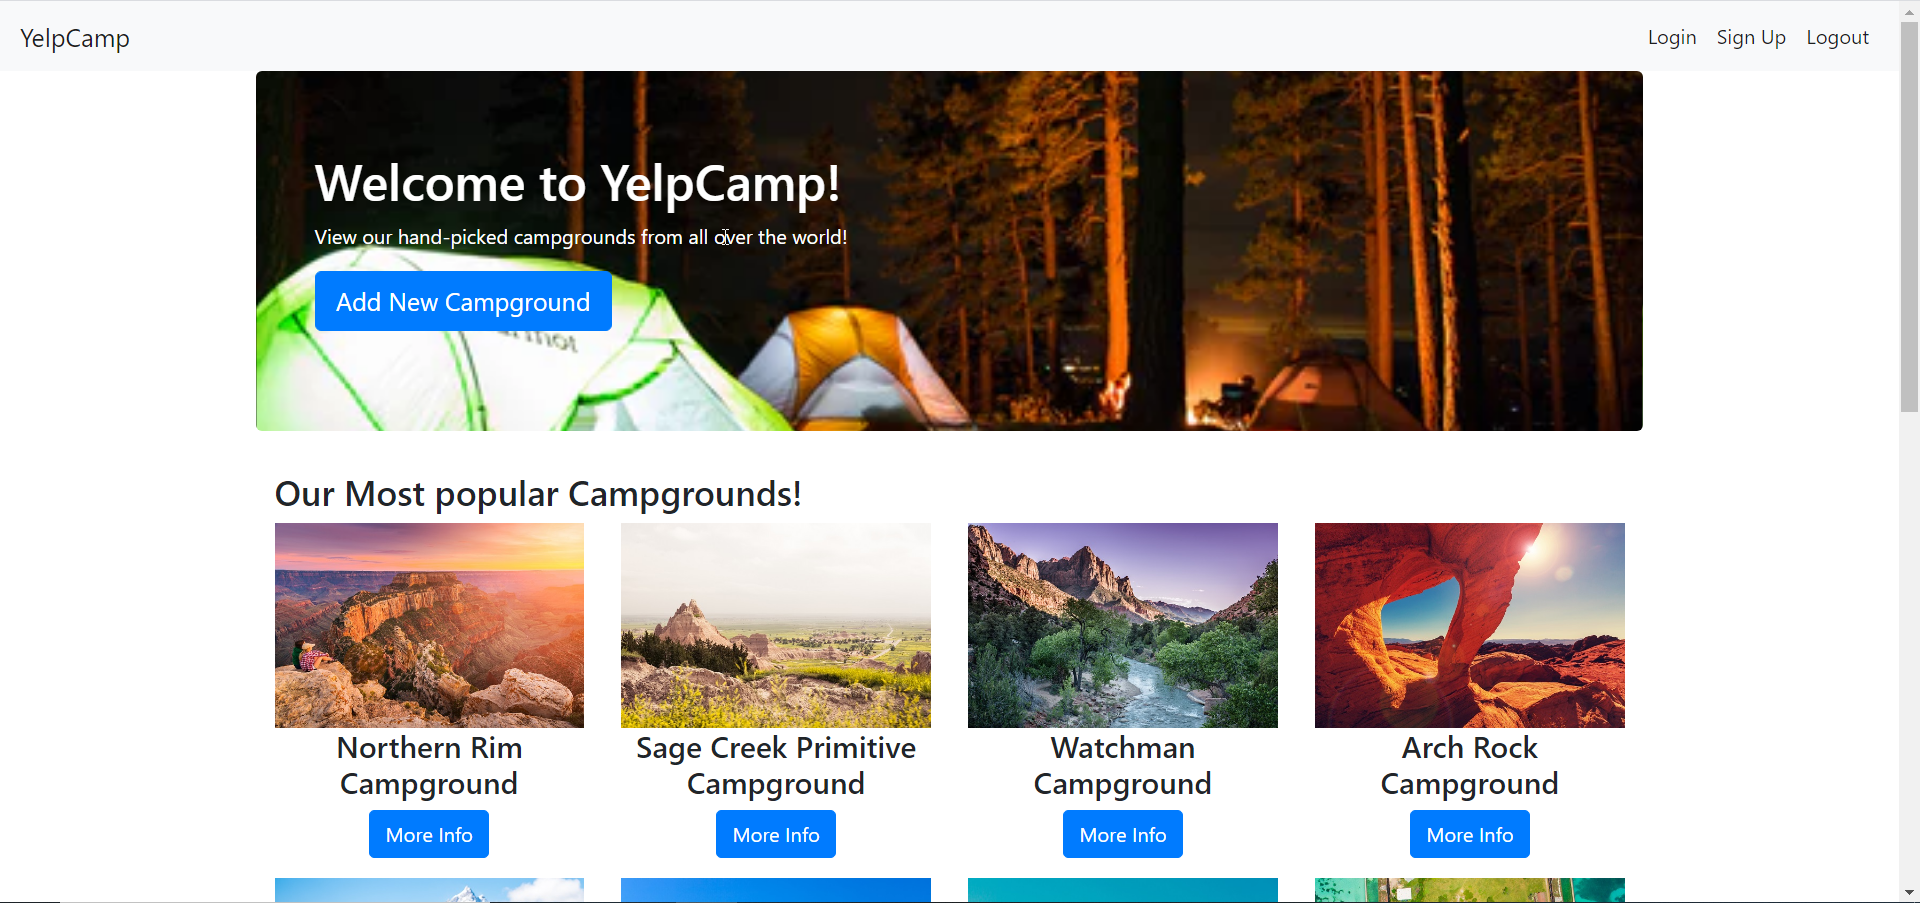 YelpCamp
Login Sign Up Logout
Welcome to YelpCamp!
View our hand-picked campgrounds from all over the world!
Add New Campground
Our Most popular Campgrounds!
Northern Rim
Campground
More Info
Sage Creek Primitive
Campground
More Info
Watchman
Campground
More Info
Arch Rock
Campground
More Info